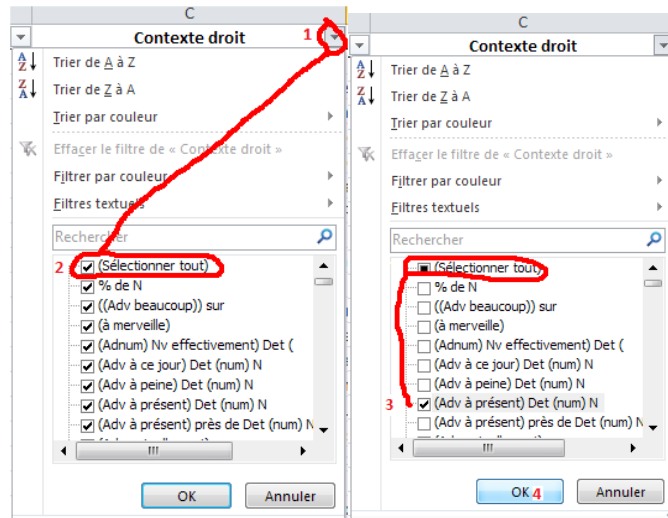 C
Contexte droit 1
Trier de A à Z
Trier de Z à A
Trier par couleur
Effacer le filtre de « Contexte droit »
Filtrer par couleur
Filtres textuels
Rechercher
2 (Sélectionner tout)
% de N
((Adv beaucoup)) sur
(à merveille)
(Adnum) Nv effectivement) Det (
(Adv à ce jour) Det (num) N
(Adv à peine) Det (num) N
(Adv à présent) Det (num) N
(Adv à présent) près de Det (num) N
OK Annuler
C
Contexte droit
Trier de A à Z
Trier de Z à A
Trier par couleur
Effacer le filtre de « Contexte droit »
Filtrer par couleur
Filtres textuels
Rechercher
(Sélectionner tout)
% de N
((Adv beaucoup)) sur
(à merveille)
(Adnum) Nv effectivement) Det (
(Adv à ce jour) Det (num) N
(Adv à peine) Det (num) N
3 (Adv à présent) Det (num) N
(Adv à présent) près de Det (num) N
OK 4 Annuler